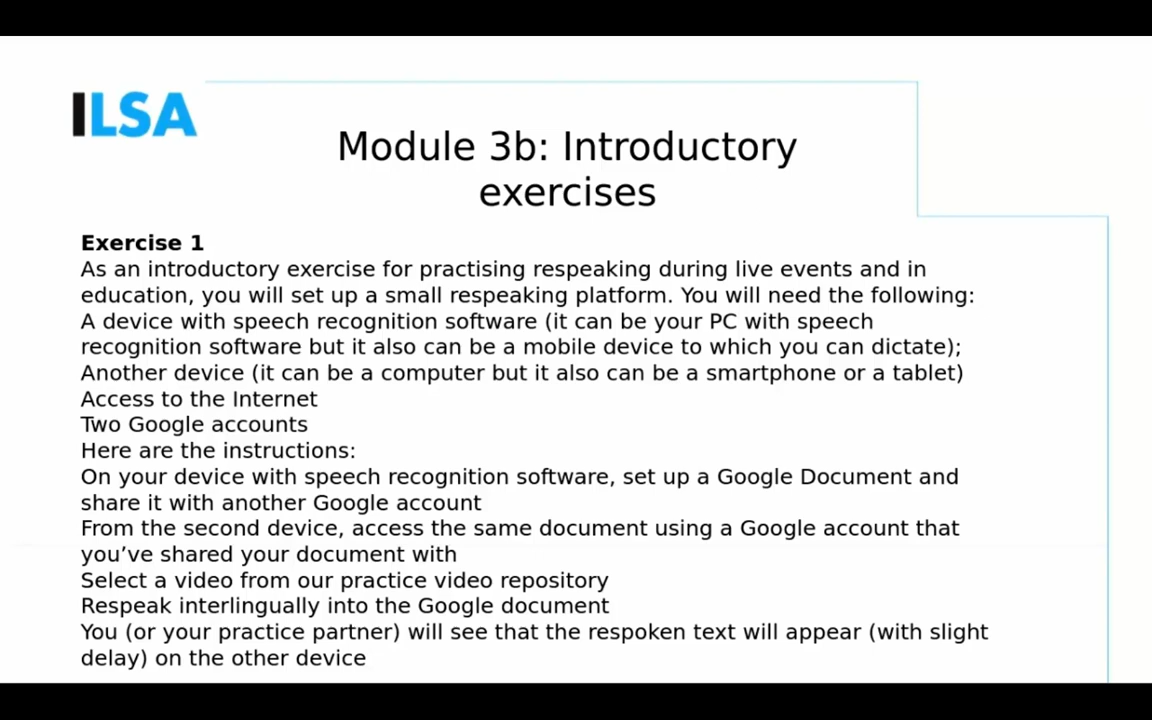 ILSA
Module 3b: Introductory
exercises
Exercise 1
As an introductory exercise for practising respeaking during live events and in
education, you will set up a small respeaking platform. You will need the following:
A device with speech recognition software (it can be your PC with speech
recognition software but it also can be a mobile device to which you can dictate);
Another device (it can be a computer but it also can be a smartphone or a tablet)
Access to the Internet
Two Google accounts
Here are the instructions:
On your device with speech recognition software, set up a Google Document and
share it with another Google account
From the second device, access the same document using a Google account that
you’ve shared your document with
Select a video from our practice video repository
Respeak interlingually into the Google document
You (or your practice partner) will see that the respoken text will appear (with slight
delay) on the other device